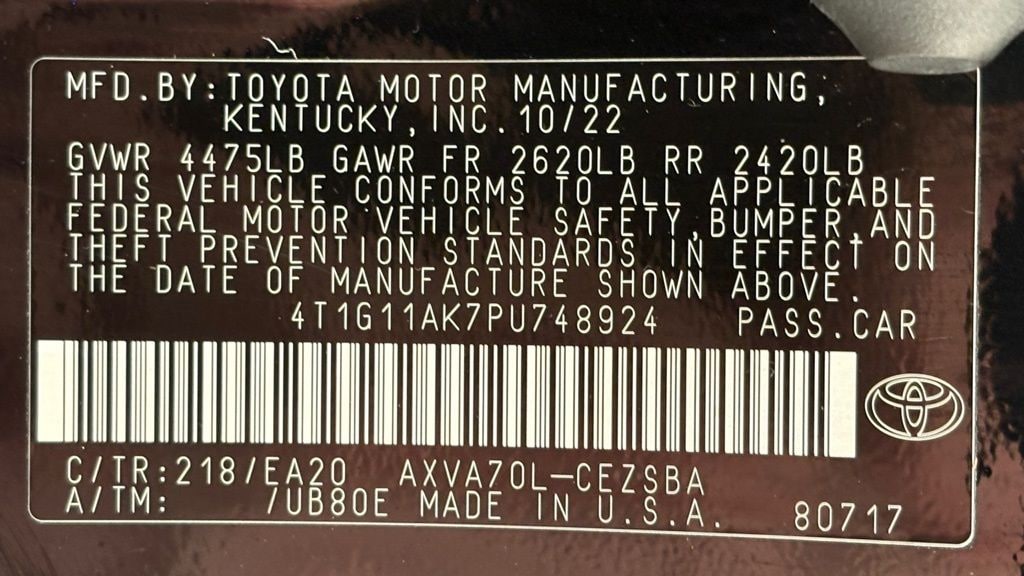 MFD.BY:TOYOTA MOTOR MANUFACTURING,
KENTUCKY,INC.10/22
GVWR 4475LB GAWR FR 2620LB RR 2420LB
THIS VEHICLE CONFORMS TO ALL APPLICABLE
FEDERAL MOTOR VEHICLE SAFETY,BUMPER,AND
THEFT PREVENTION STANDARDS IN EFFECT ON
THE DATE OF MANUFACTURE SHOWN ABOVE.
4T1G11AK7PU748924 PASS.CAR
C/TR:218/EA20 AXVA70L-CEZSBA
A/TM: /UB80E MADE IN U.S.A. 80717